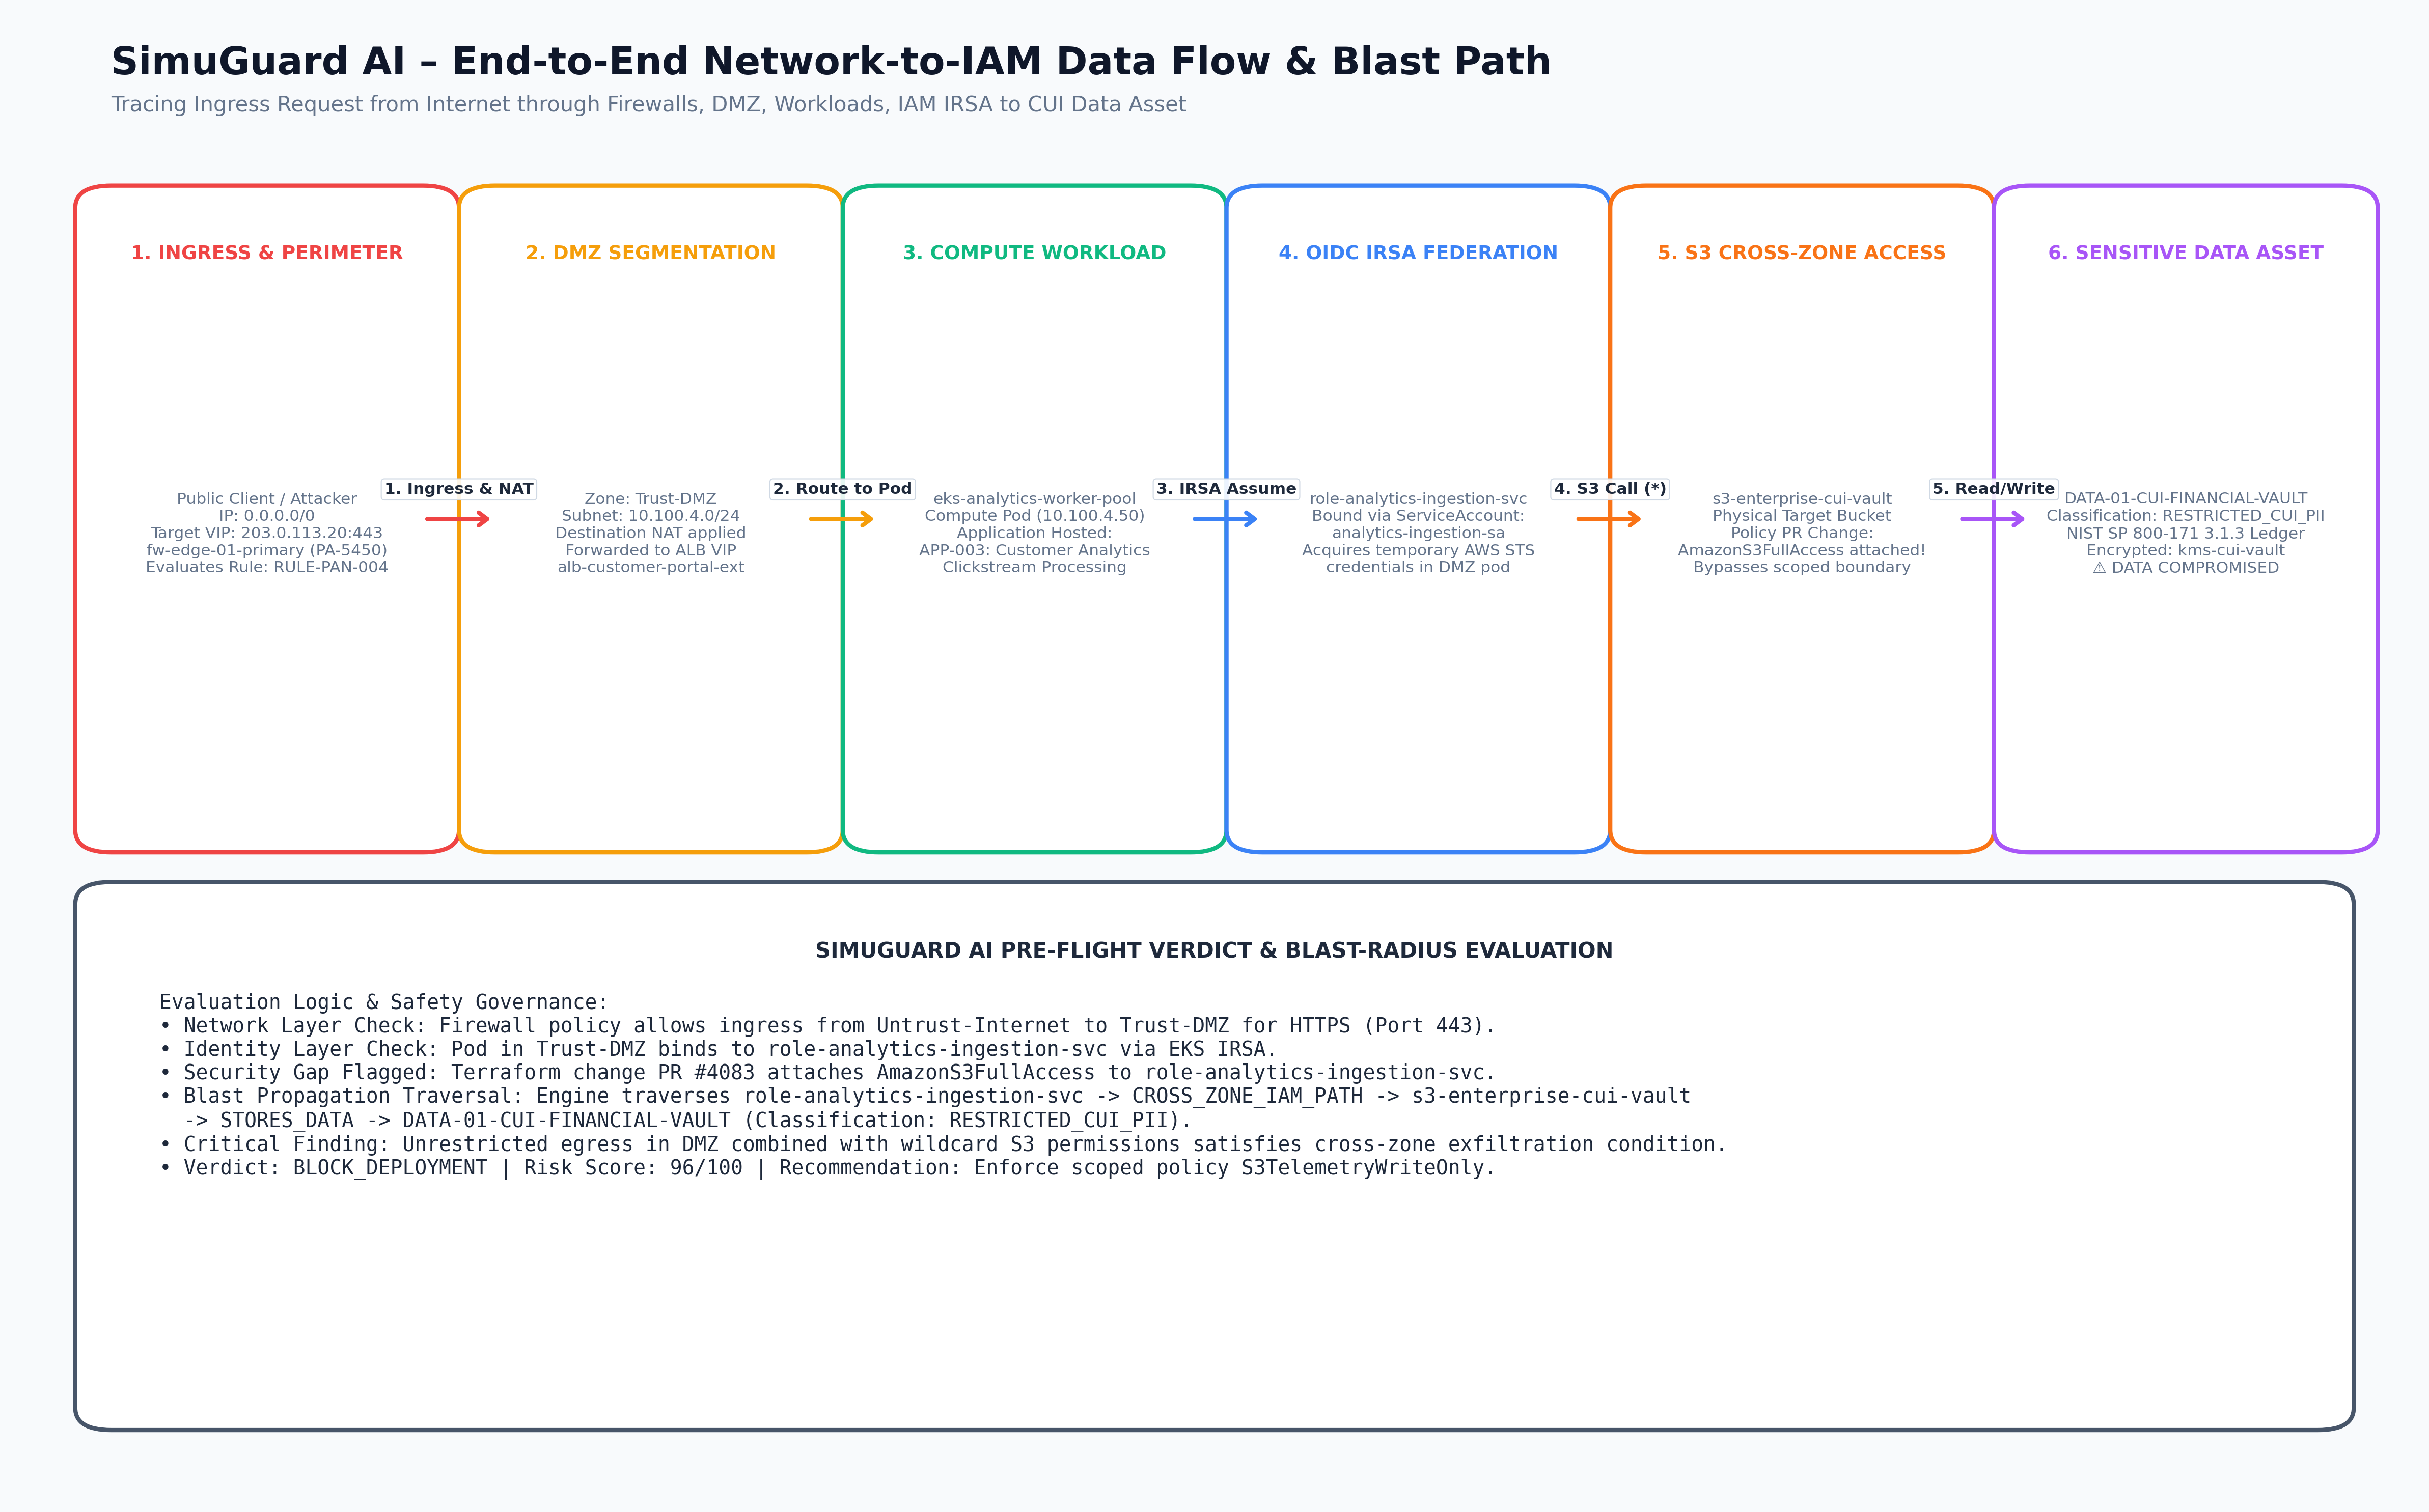 SimuGuard AI – End-to-End Network-to-IAM Data Flow & Blast Path
Tracing Ingress Request from Internet through Firewalls, DMZ, Workloads, IAM IRSA to CUI Data Asset
1. INGRESS & PERIMETER
Public Client / Attacker
IP: 0.0.0.0/0
Target VIP: 203.0.113.20:443
fw-edge-01-primary (PA-5450)
Evaluates Rule: RULE-PAN-004
1. Ingress & NAT
2. DMZ SEGMENTATION
Zone: Trust-DMZ
Subnet: 10.100.4.0/24
Destination NAT applied
Forwarded to ALB VIP
alb-customer-portal-ext
2. Route to Pod
3. COMPUTE WORKLOAD
eks-analytics-worker-pool
Compute Pod (10.100.4.50)
Application Hosted:
APP-003: Customer Analytics
Clickstream Processing
3. IRSA Assume
4. OIDC IRSA FEDERATION
role-analytics-ingestion-svc
Bound via ServiceAccount:
analytics-ingestion-sa
Acquires temporary AWS STS
credentials in DMZ pod
4. S3 Call (*)
5. S3 CROSS-ZONE ACCESS
s3-enterprise-cui-vault
Physical Target Bucket
Policy PR Change:
AmazonS3FullAccess attached!
Bypasses scoped boundary
5. Read/Write
6. SENSITIVE DATA ASSET
DATA-01-CUI-FINANCIAL-VAULT
Classification: RESTRICTED_CUI_PII
NIST SP 800-171 3.1.3 Ledger
Encrypted: kms-cui-vault
⚠ DATA COMPROMISED
SIMUGUARD AI PRE-FLIGHT VERDICT & BLAST-RADIUS EVALUATION
Evaluation Logic & Safety Governance:
• Network Layer Check: Firewall policy allows ingress from Untrust-Internet to Trust-DMZ for HTTPS (Port 443).
• Identity Layer Check: Pod in Trust-DMZ binds to role-analytics-ingestion-svc via EKS IRSA.
• Security Gap Flagged: Terraform change PR #4083 attaches AmazonS3FullAccess to role-analytics-ingestion-svc.
• Blast Propagation Traversal: Engine traverses role-analytics-ingestion-svc -> CROSS_ZONE_IAM_PATH -> s3-enterprise-cui-vault
-> STORES_DATA -> DATA-01-CUI-FINANCIAL-VAULT (Classification: RESTRICTED_CUI_PII).
• Critical Finding: Unrestricted egress in DMZ combined with wildcard S3 permissions satisfies cross-zone exfiltration condition.
• Verdict: BLOCK_DEPLOYMENT | Risk Score: 96/100 | Recommendation: Enforce scoped policy S3TelemetryWriteOnly.